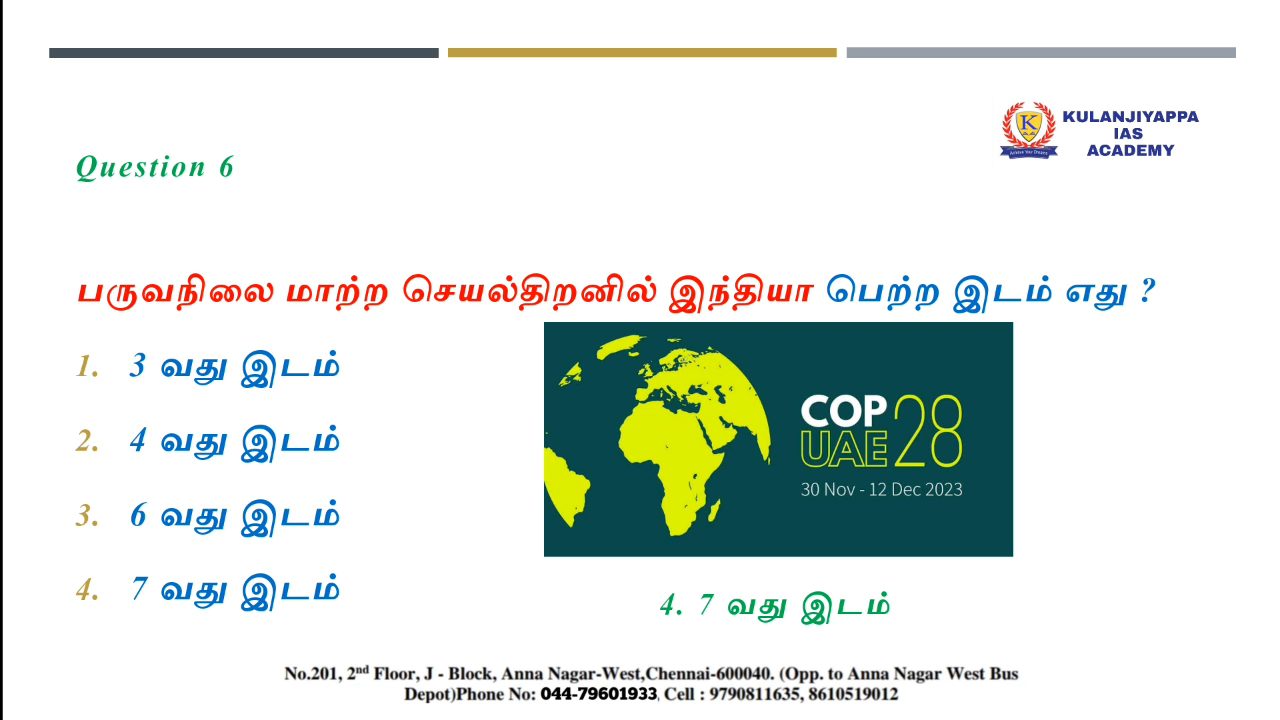 KULANJIYAPPA
IAS
ACADEMY
Question 6
பருவநிலை மாற்ற செயல்திறனில் இந்தியா பெற்ற இடம் எது ?
1. 3 வது இடம்
2. 4 வது இடம்
3. 6 வது இடம்
4. 7 வது இடம்
COP
UAE 28
30 Nov - 12 Dec 2023
4. 7 வது இடம்
No.201, 2nd Floor, J - Block, Anna Nagar-West,Chennai-600040. (Opp. to Anna Nagar West Bus
Depot)Phone No: 044-79601933, Cell : 9790811635, 8610519012